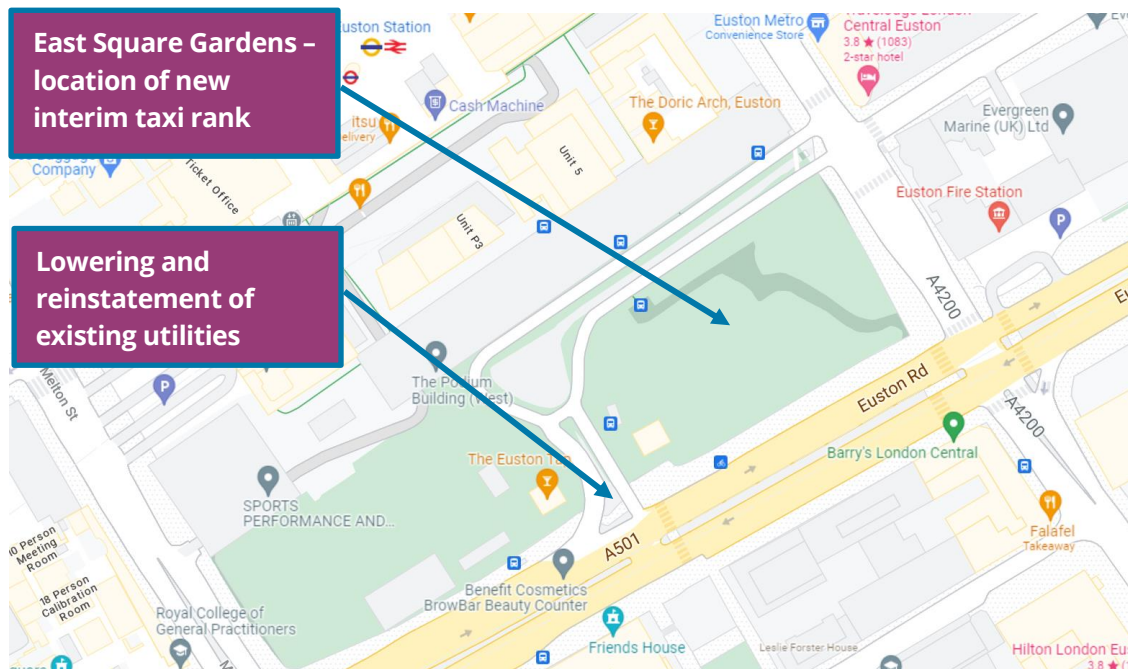 East Square Gardens –
location of new
interim taxi rank
Lowering and
reinstatement of
existing utilities
Euston Station
Cash Machine
itsu
Delivery
Company
Ticket Office
Unit 5
Unit P3
The Doric Arch, Euston
Euston Metro
Convenience Store
Central Euston
3.8 ★ (1083)
2-star hotel
Evergreen
Marine (UK) Ltd
Euston Fire Station
P
A4200
Euston Rd
A4200
Barry's London Central
Falafel
Takeaway
Melton St
P
The Podium
Building (West)
The Euston Tap
SPORTS
PERFORMANCE AND...
A501
Benefit Cosmetics
BrowBar Beauty Counter
10 Person
Meeting
Room
18 Person
Calibration
Room
Royal College of
General Practitioners
Friends House
Leslie Forster House
Hilton London Eu
3.8 ★